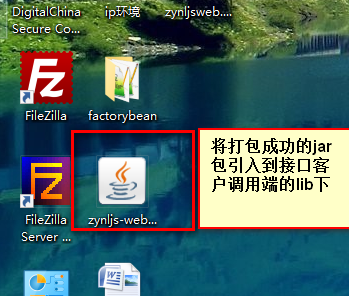 DigitalChina
Secure Co...
ip环境
zynljsweb....
FileZilla
factorybean
FileZilla
Server ...
zynljs-web...
将打包成功的jar
包引入到接口客
户调用端的lib下